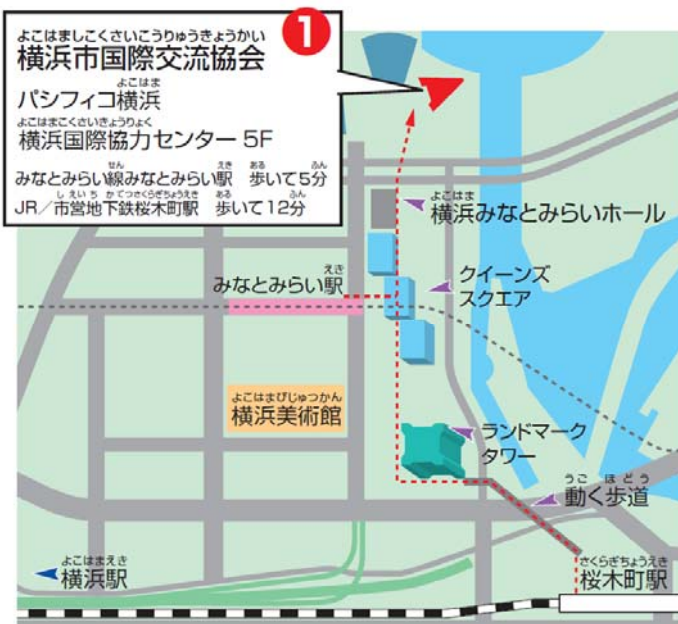 よこはましこくさいこうりゅうきょうかい
横浜市国際交流協会
1
よこはま
パシフィコ横浜
よこはまこくさいきょうりょく
横浜国際協力センター 5F
せん えき ある ふん
みなとみらい線みなとみらい駅 歩いて5分
しえいちかてつさくらぎちょうえき ある ふん
JR／市営地下鉄桜木町駅 歩いて12分
よこはま
横浜みなとみらいホール
えき
みなとみらい駅
クイーンズ
スクエア
よこはまびじゅつかん
横浜美術館
ランドマーク
タワー
うご ほどう
動く歩道
よこはまえき
横浜駅
さくらぎちょうえき
桜木町駅